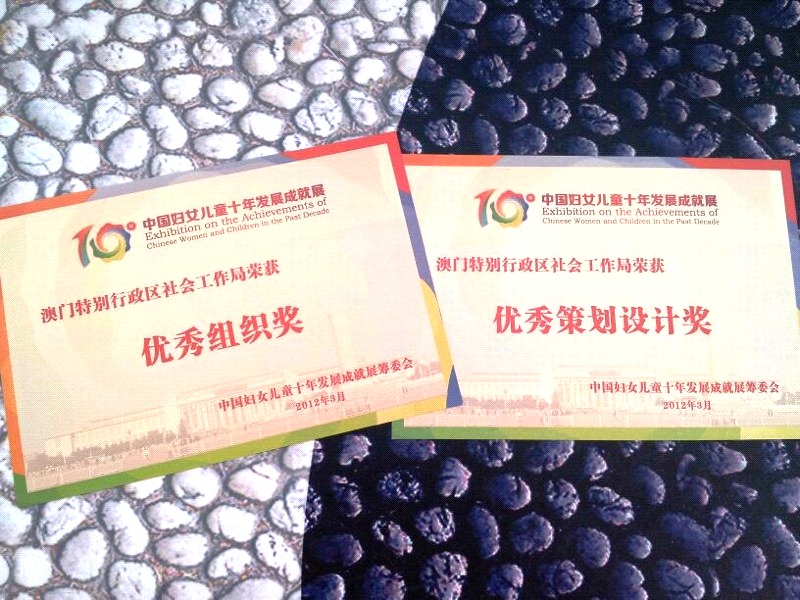 10
中国妇女儿童十年发展成就展
Exhibition on the Achievements of
Chinese Women and Children in the Past Decade
澳门特别行政区社会工作局荣获
优秀组织奖
中国妇女儿童十年发展成就展筹委会
2012年3月
10
中国妇女儿童十年发展成就展
Exhibition on the Achievements of
Chinese Women and Children in the Past Decade
澳门特别行政区社会工作局荣获
优秀策划设计奖
中国妇女儿童十年发展成就展筹委会
2012年3月